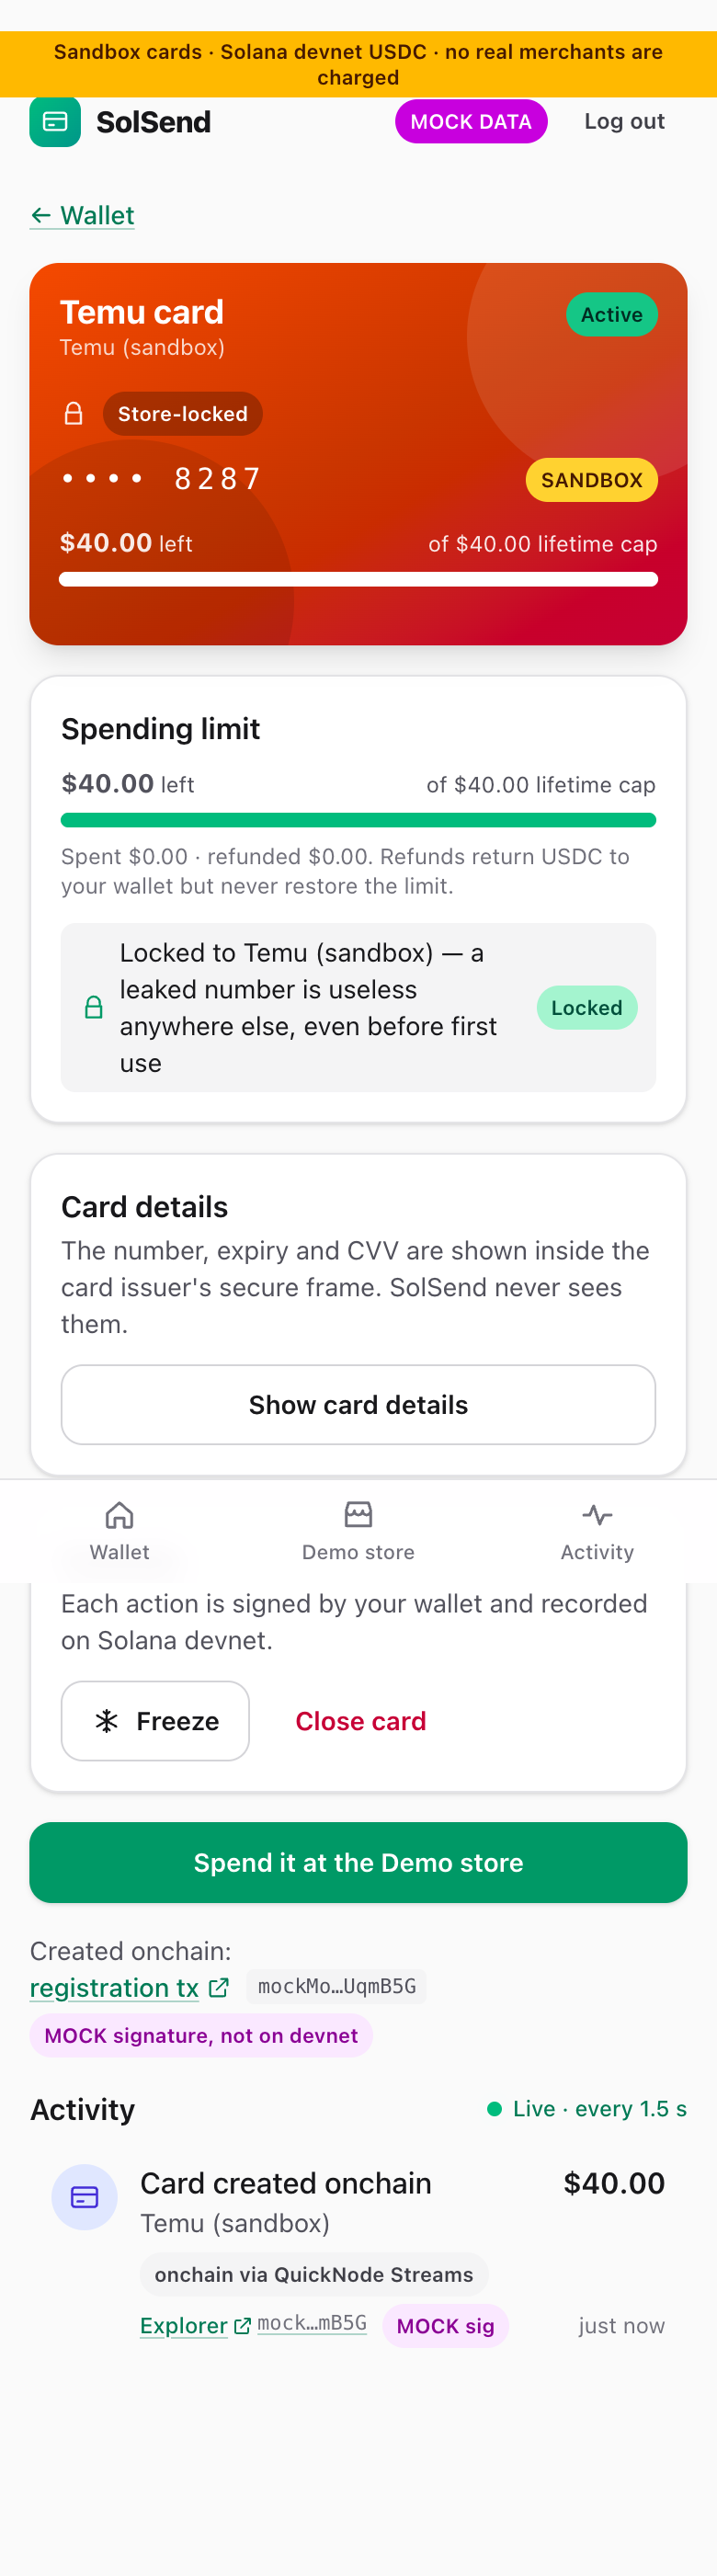 Sandbox cards · Solana devnet USDC · no real merchants are
charged
SolSend
MOCK DATA
Log out
← Wallet
Temu card
Active
Temu (sandbox)
Store-locked
•••• 8287
SANDBOX
$40.00 left
of $40.00 lifetime cap
Spending limit
$40.00 left
of $40.00 lifetime cap
Spent $0.00 · refunded $0.00. Refunds return USDC to
your wallet but never restore the limit.
Locked to Temu (sandbox) — a
leaked number is useless
anywhere else, even before first
use
Locked
Card details
The number, expiry and CVV are shown inside the
card issuer's secure frame. SolSend never sees
them.
Show card details
Wallet
Demo store
Activity
Each action is signed by your wallet and recorded
on Solana devnet.
Freeze
Close card
Spend it at the Demo store
Created onchain:
registration tx
mockMo…UqmB5G
MOCK signature, not on devnet
Activity
Live · every 1.5 s
Card created onchain
$40.00
Temu (sandbox)
onchain via QuickNode Streams
Explorer
mock…mB5G
MOCK sig
just now